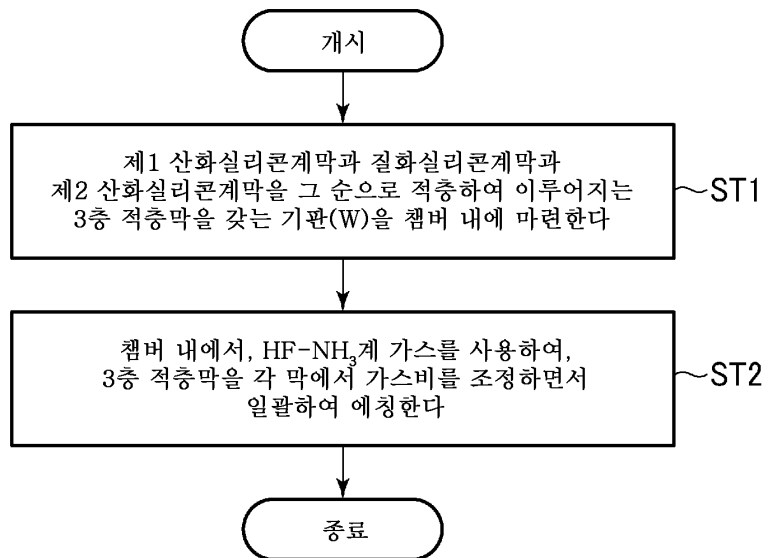 개시
제1 산화실리콘계막과 질화실리콘계막과
제2 산화실리콘계막을 그 순으로 적층하여 이루어지는
3층 적층막을 갖는 기판(W)을 챔버 내에 마련한다
ST1
챔버 내에서, HF-NH₃계 가스를 사용하여,
3층 적층막을 각 막에서 가스비를 조정하면서
일괄하여 에칭한다
ST2
종료